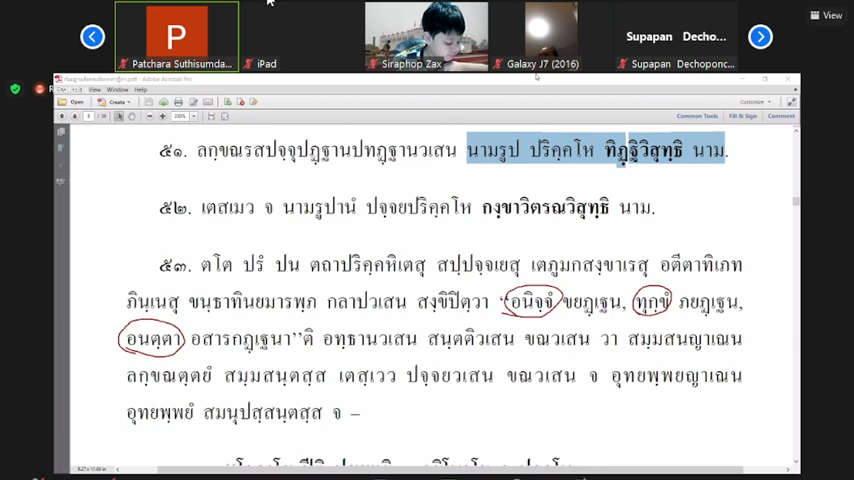 View
P
Supapan Decho...
Patchara Suthisumda...
iPad
Siraphop Zax
Galaxy J7 (2016)
Supapan Dechoponc...
View Window Help
Open
Create
Customize
Common Tools
Fill & Sign
Comment
๕๑. ลกฺขณรสปจฺจุปฏฺฐานปทฏฺฐานวเสน นามรูป ปริคฺคโห ทิฏฺฐิวิสุทฺธิ นาม.
๕๒. เตสเมว จ นามรูปานํ ปจฺจยปริคฺคโห กงฺขาวิตรณวิสุทฺธิ นาม.
๕๓. ตโต ปรํ ปน ตถาปริคฺคหิเตสุ สปฺปจฺจเยสุ เตภูมกสงฺขาเรสุ อตีตาทิเภท
ภินฺเนสุ ขนฺธาทินยมารพฺภ กลาปวเสน สงฺขิปิตฺวา “อนิจฺจํ ขยฏฺเฐน, ทุกฺขํ ภยฏฺเฐน,
อนตฺตา อสารกฏฺเฐนา”ติ อทฺธานวเสน สนฺตติวเสน ขณวเสน วา สมฺมสนญาเณน
ลกฺขณตฺตยํ สมฺมสนฺตสฺส เตสฺเวว ปจฺจยวเสน ขณวเสน จ อุทยพฺพยญาเณน
อุทยพฺพยํ สมนุปสฺสนฺตสฺส จ –
8.27 x 11.69 in